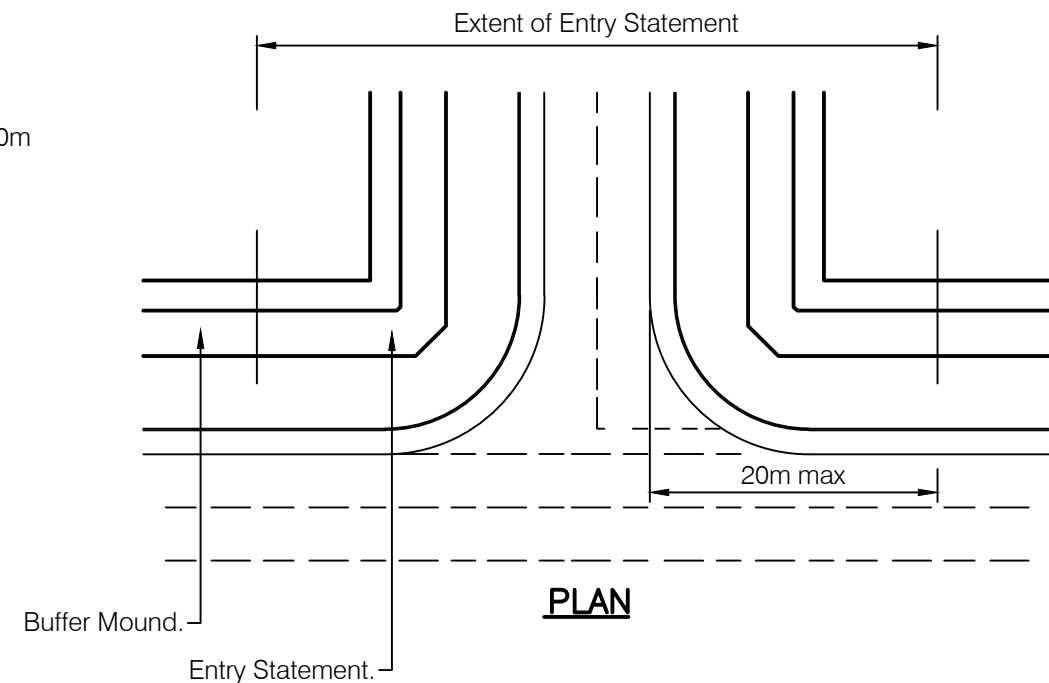 Extent of Entry Statement
0m
20m max
PLAN
Buffer Mound.
Entry Statement.